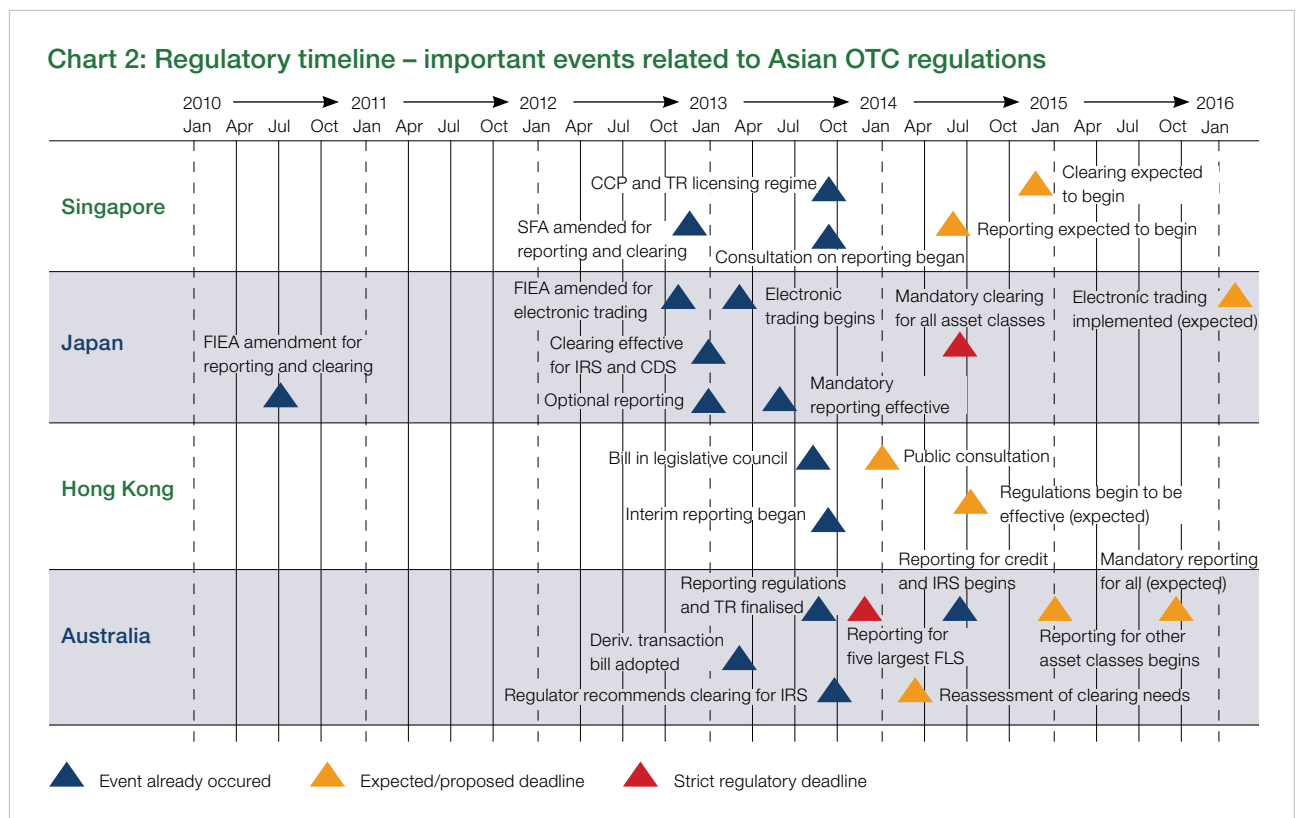 Chart 2: Regulatory timeline – important events related to Asian OTC regulations
2010 2011 2012 2013 2014 2015 2016
Jan Apr Jul Oct Jan Apr Jul Oct Jan Apr Jul Oct Jan Apr Jul Oct Jan Apr Jul Oct Jan Apr Jul Oct Jan
Singapore
CCP and TR licensing regime
SFA amended for
reporting and clearing
Consultation on reporting began
Clearing expected
to begin
Reporting expected to begin
Japan
FIEA amendment for
reporting and clearing
FIEA amended for
electronic trading
Clearing effective
for IRS and CDS
Optional reporting
Electronic
trading begins
Mandatory
reporting effective
Mandatory clearing
for all asset classes
Electronic trading
implemented (expected)
Hong Kong
Bill in legislative council
Interim reporting began
Public consultation
Regulations begin to be
effective (expected)
Australia
Reporting regulations
and TR finalised
Deriv. transaction
bill adopted
Regulator recommends clearing for IRS
Reporting for
five largest FLS
Reporting for credit
and IRS begins
Mandatory reporting
for all (expected)
Reporting for other
asset classes begins
Reassessment of clearing needs
Event already occured
Expected/proposed deadline
Strict regulatory deadline